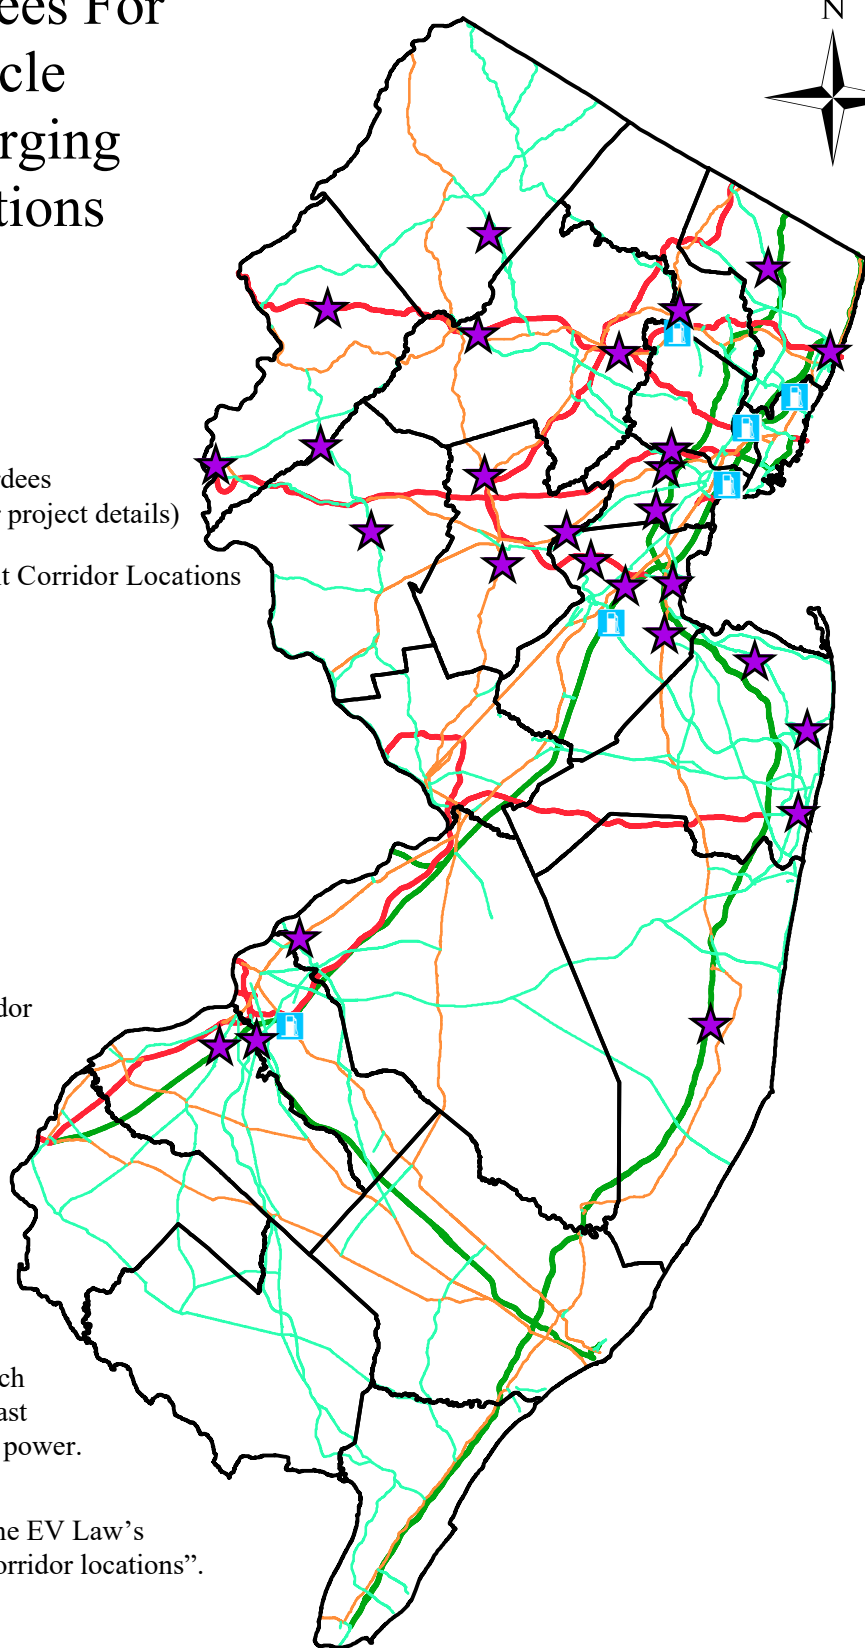 ees For
cle
rging
tions
N
dees
r project details)
t Corridor Locations
dor
ch
ast
power.
he EV Law’s
orridor locations”.